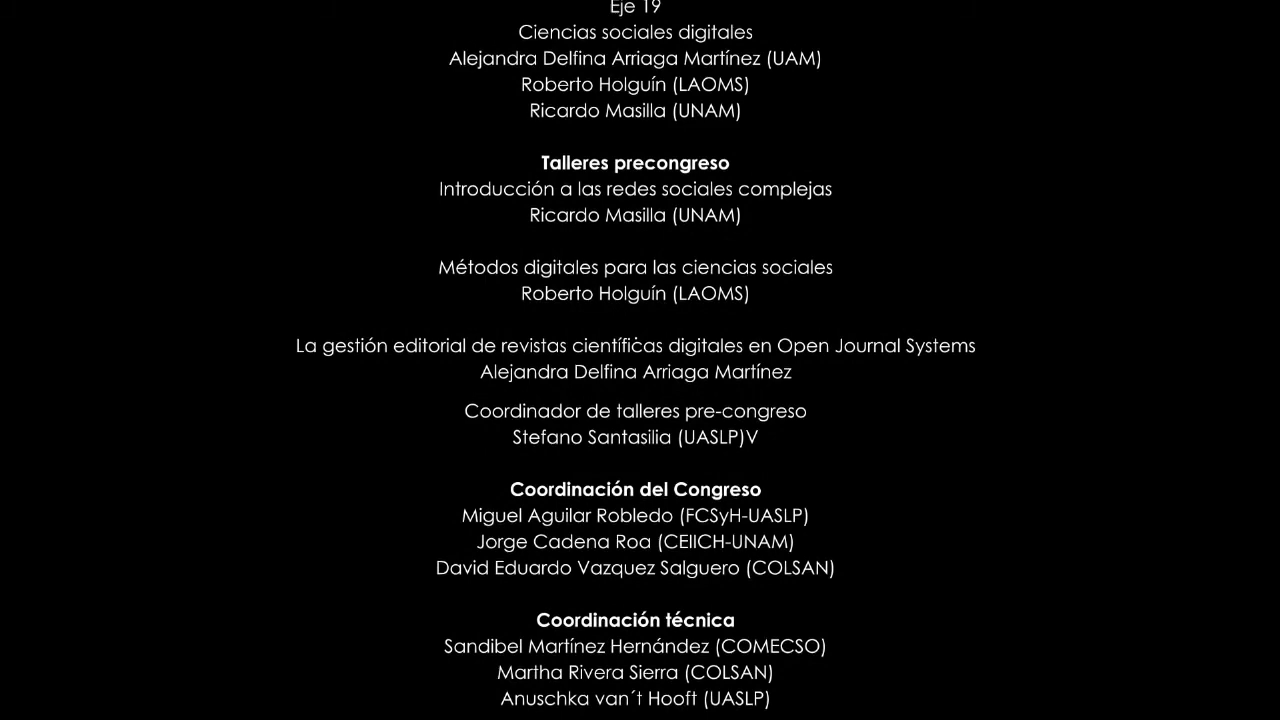 Eje 19
Ciencias sociales digitales
Alejandra Delfina Arriaga Martínez (UAM)
Roberto Holguín (LAOMS)
Ricardo Masilla (UNAM)
Talleres precongreso
Introducción a las redes sociales complejas
Ricardo Masilla (UNAM)
Métodos digitales para las ciencias sociales
Roberto Holguín (LAOMS)
La gestión editorial de revistas científicas digitales en Open Journal Systems
Alejandra Delfina Arriaga Martínez
Coordinador de talleres pre-congreso
Stefano Santasilia (UASLP)V
Coordinación del Congreso
Miguel Aguilar Robledo (FCSyH-UASLP)
Jorge Cadena Roa (CEIICH-UNAM)
David Eduardo Vazquez Salguero (COLSAN)
Coordinación técnica
Sandibel Martínez Hernández (COMECSO)
Martha Rivera Sierra (COLSAN)
Anuschka van´t Hooft (UASLP)